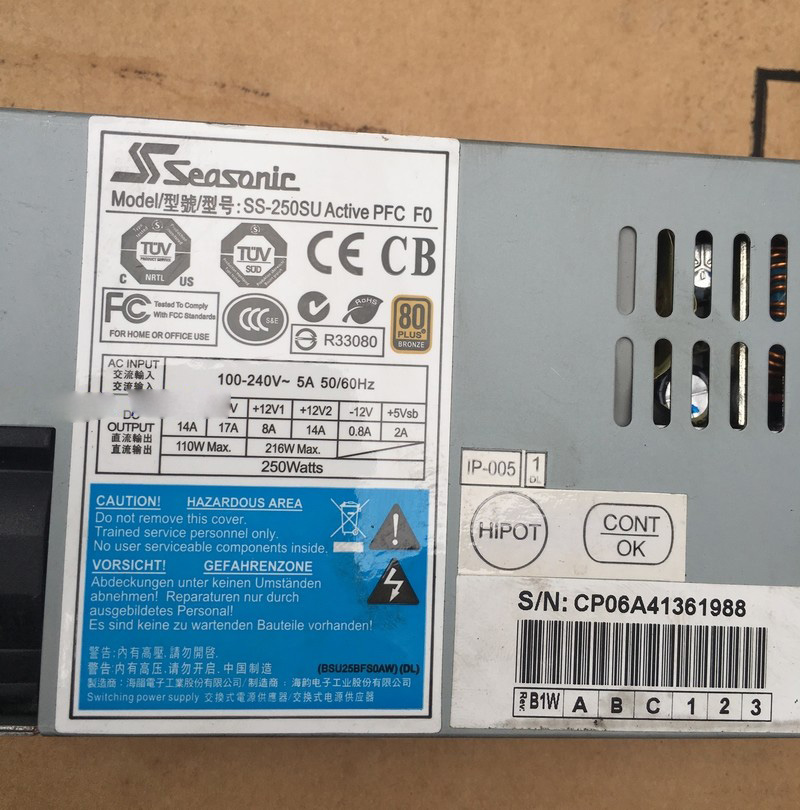 Seasonic
Model/型號/型号: SS-250SU Active PFC F0
TÜV
PRODUCT SERVICE
C NRTL US
TÜV
SÜD
CE CB
FC Tested To Comply
With FCC Standards
FOR HOME OR OFFICE USE
CCC S&E
RoHS
R33080
80
PLUS
BRONZE
AC INPUT
交流輸入
交流输入
100-240V~ 5A 50/60Hz
DC
OUTPUT
直流輸出
直流输出
V +12V1 +12V2 -12V +5Vsb
14A 17A 8A 14A 0.8A 2A
110W Max. 216W Max.
250Watts
CAUTION! HAZARDOUS AREA
Do not remove this cover.
Trained service personnel only.
No user serviceable components inside.
VORSICHT! GEFAHRENZONE
Abdeckungen unter keinen Umständen
abnehmen! Reparaturen nur durch
ausgebildetes Personal!
Es sind keine zu wartenden Bauteile vorhanden!
警告:內有高壓,請勿開啓.
警告:内有高压,请勿开启. 中国制造 (BSU25BFS0AW) (DL)
製造商: 海韻電子工業股份有限公司/制造商: 海韵电子工业股份有限公司
Switching power supply 交換式電源供應器/交换式电源供应器
IP-005 1
DL
HIPOT
CONT
OK
S/N: CP06A41361988
Rev: B1W A B C 1 2 3